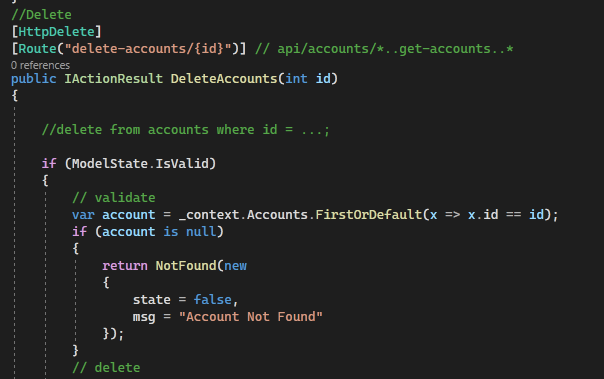 //Delete
[HttpDelete]
[Route("delete-accounts/{id}")] // api/accounts/*..get-accounts..*
0 references
public IActionResult DeleteAccounts(int id)
{
//delete from accounts where id = ...;
if (ModelState.IsValid)
{
// validate
var account = _context.Accounts.FirstOrDefault(x => x.id == id);
if (account is null)
{
return NotFound(new
{
state = false,
msg = "Account Not Found"
});
}
// delete